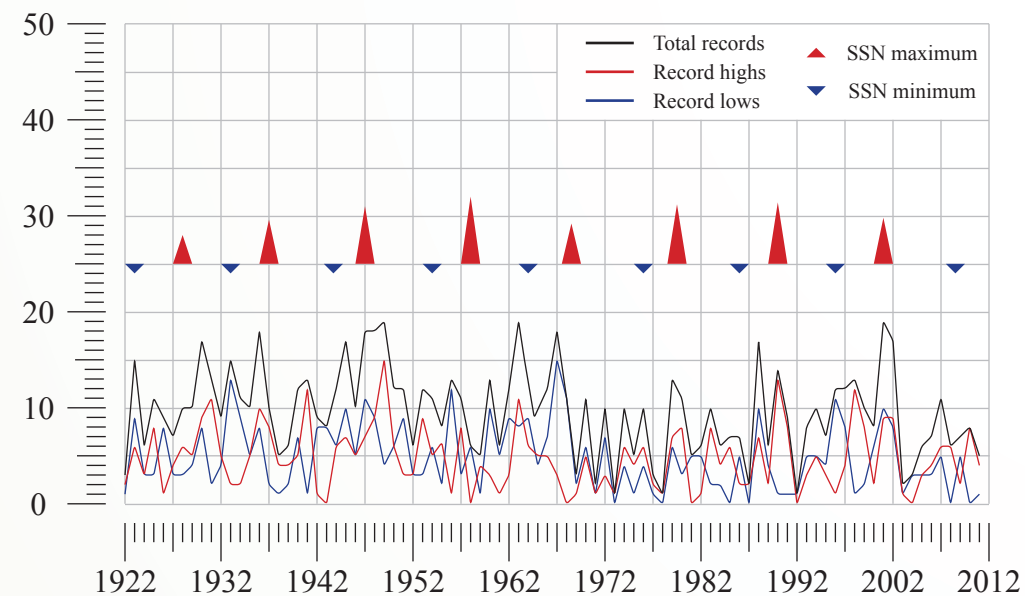 50
40
30
20
10
0
Total records
Record highs
Record lows
SSN maximum
SSN minimum
1922 1932 1942 1952 1962 1972 1982 1992 2002 2012